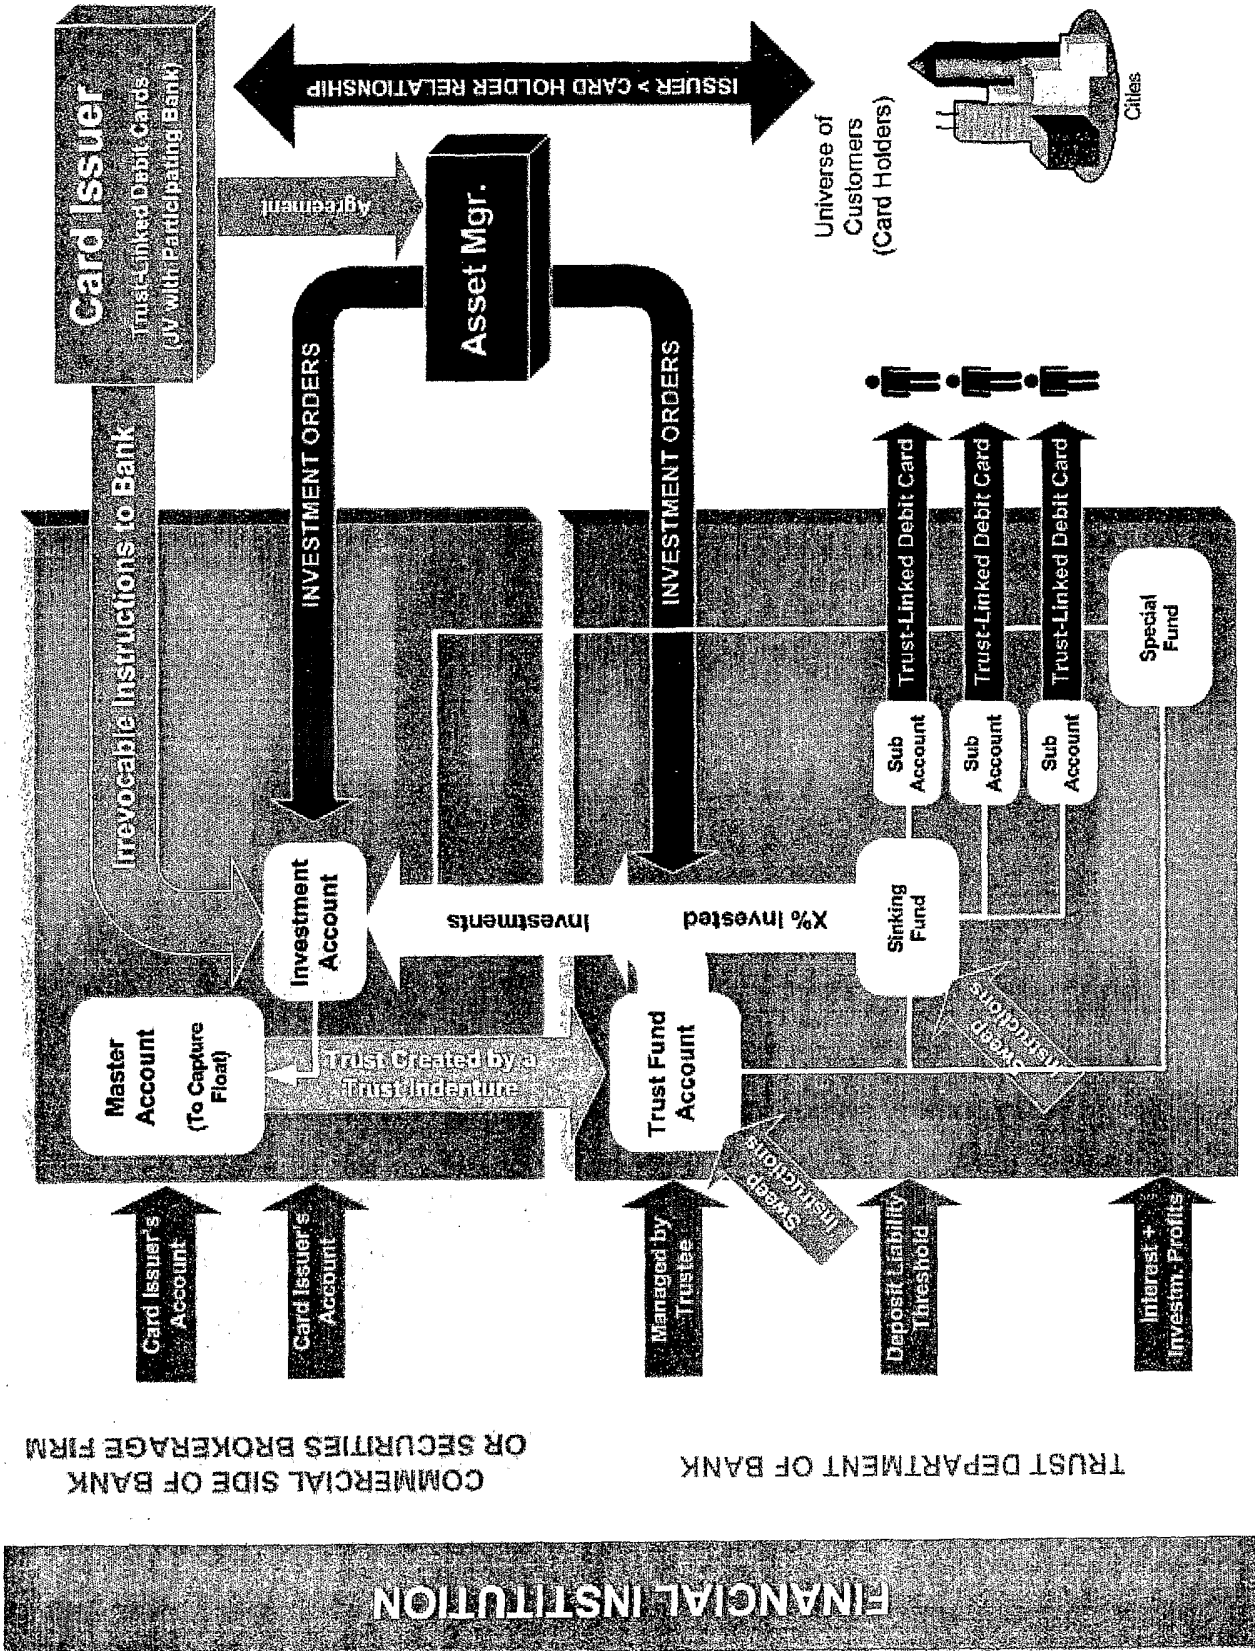 FINANCIAL INSTITUTION
COMMERCIAL SIDE OF BANK
OR SECURITIES BROKERAGE FIRM
TRUST DEPARTMENT OF BANK
Card Issuer's
Account
Card Issuer's
Account
Managed by
Trustee
Deposit Liability
Threshold
Interest +
Investm. Profits
Master
Account
(To Capture
Float)
Investment
Account
Irrevocable Instructions to Bank
Trust Created by a
Trust Indenture
Trust Fund
Account
Sweep
Instructions
Sweep
Instructions
Investments
X% Invested
Sinking
Fund
Sub
Account
Sub
Account
Sub
Account
Special
Fund
Trust-Linked Debit Card
Trust-Linked Debit Card
Trust-Linked Debit Card
INVESTMENT ORDERS
INVESTMENT ORDERS
Card Issuer
Trust-Linked Debit Cards
(JV with Participating Bank)
Agreement
Asset Mgr.
ISSUER > CARD HOLDER RELATIONSHIP
Universe of
Customers
(Card Holders)
Cities